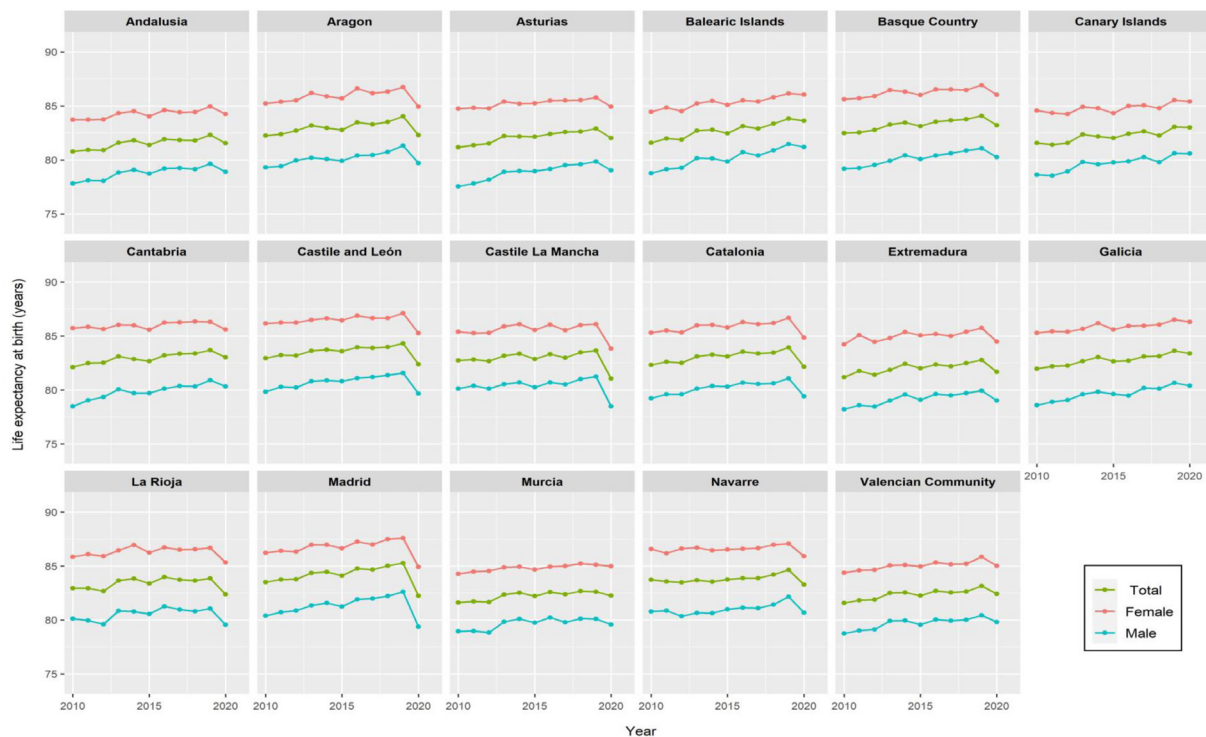 Andalusia Aragon Asturias Balearic Islands Basque Country Canary Islands
90
85
80
75
Cantabria Castile and León Castile La Mancha Catalonia Extremadura Galicia
90
85
80
75
Life expectancy at birth (years)
2010 2015 2020
La Rioja Madrid Murcia Navarre Valencian Community
90
85
80
75
2010 2015 2020 2010 2015 2020 2010 2015 2020 2010 2015 2020 2010 2015 2020
Year
Total
Female
Male